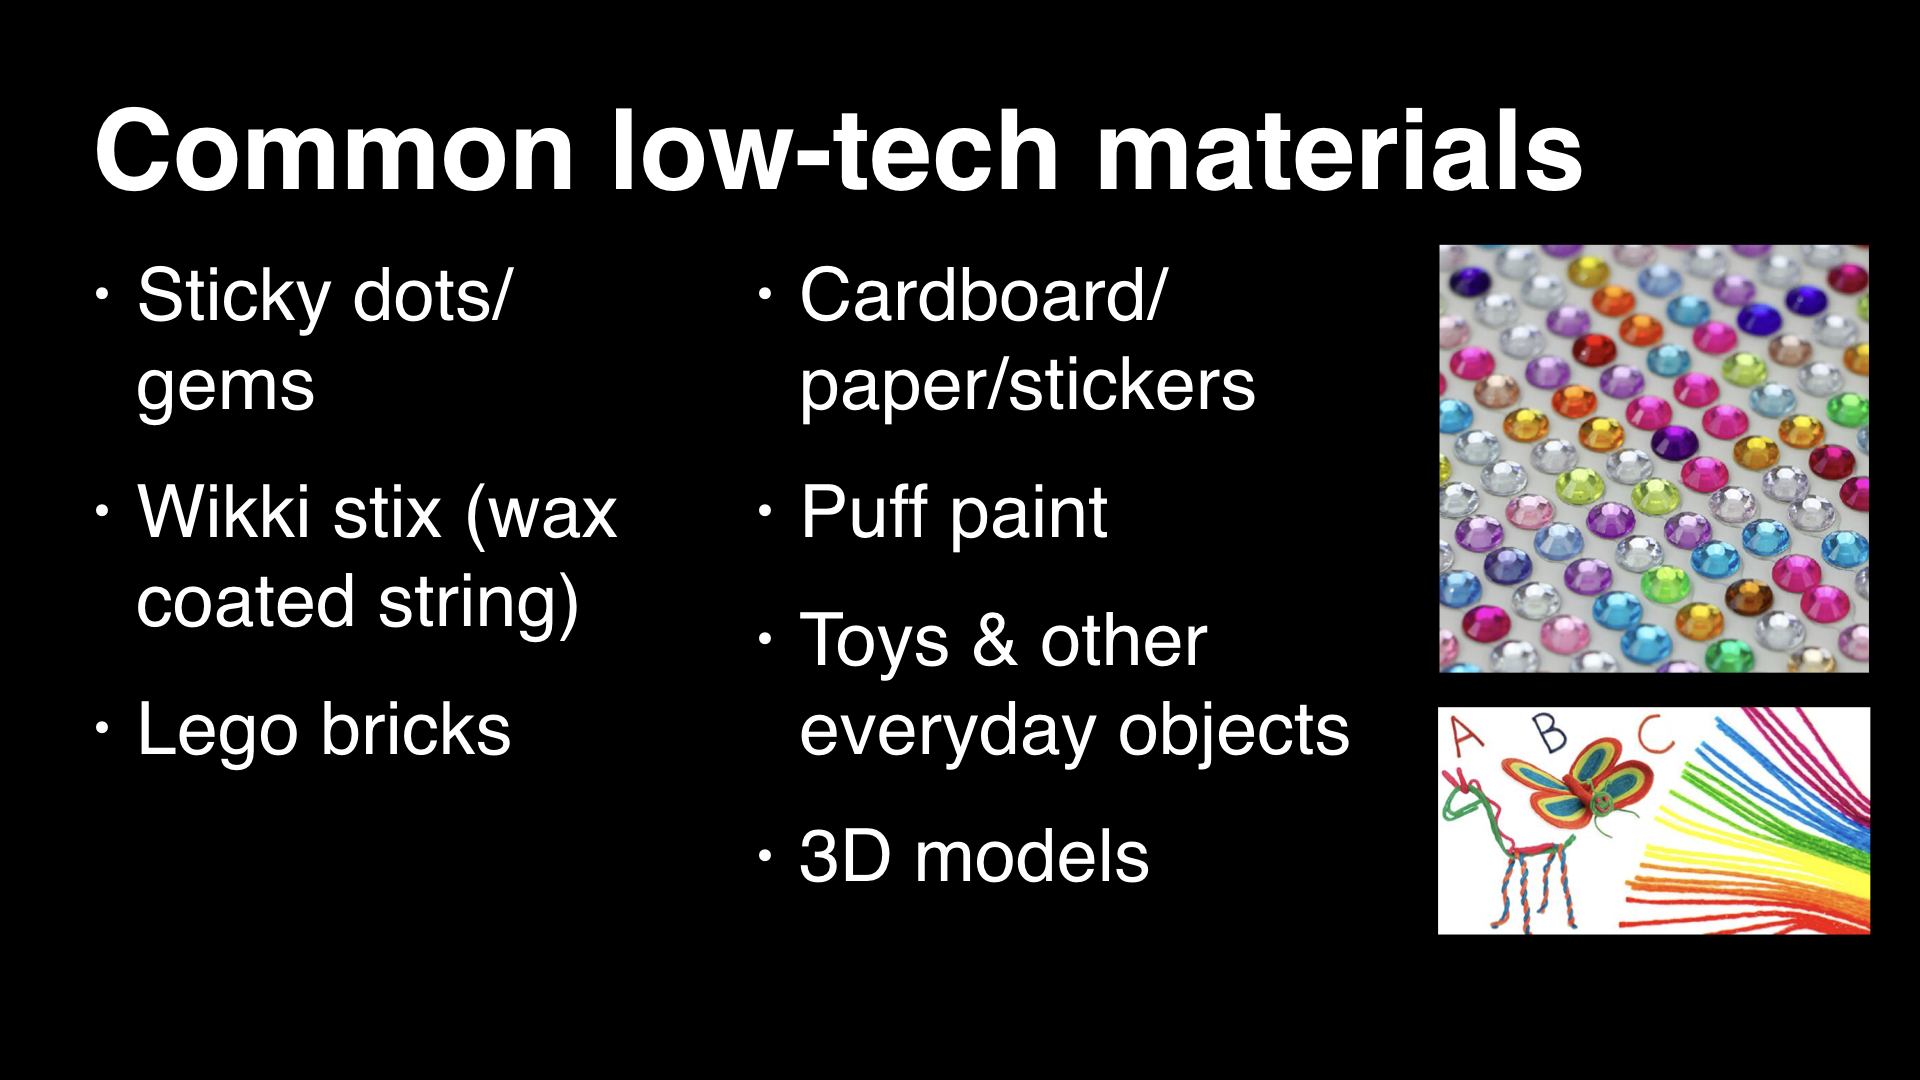 Common low-tech materials
• Sticky dots/
gems
• Wikki stix (wax
coated string)
• Lego bricks
• Cardboard/
paper/stickers
• Puff paint
• Toys & other
everyday objects
• 3D models
A B C